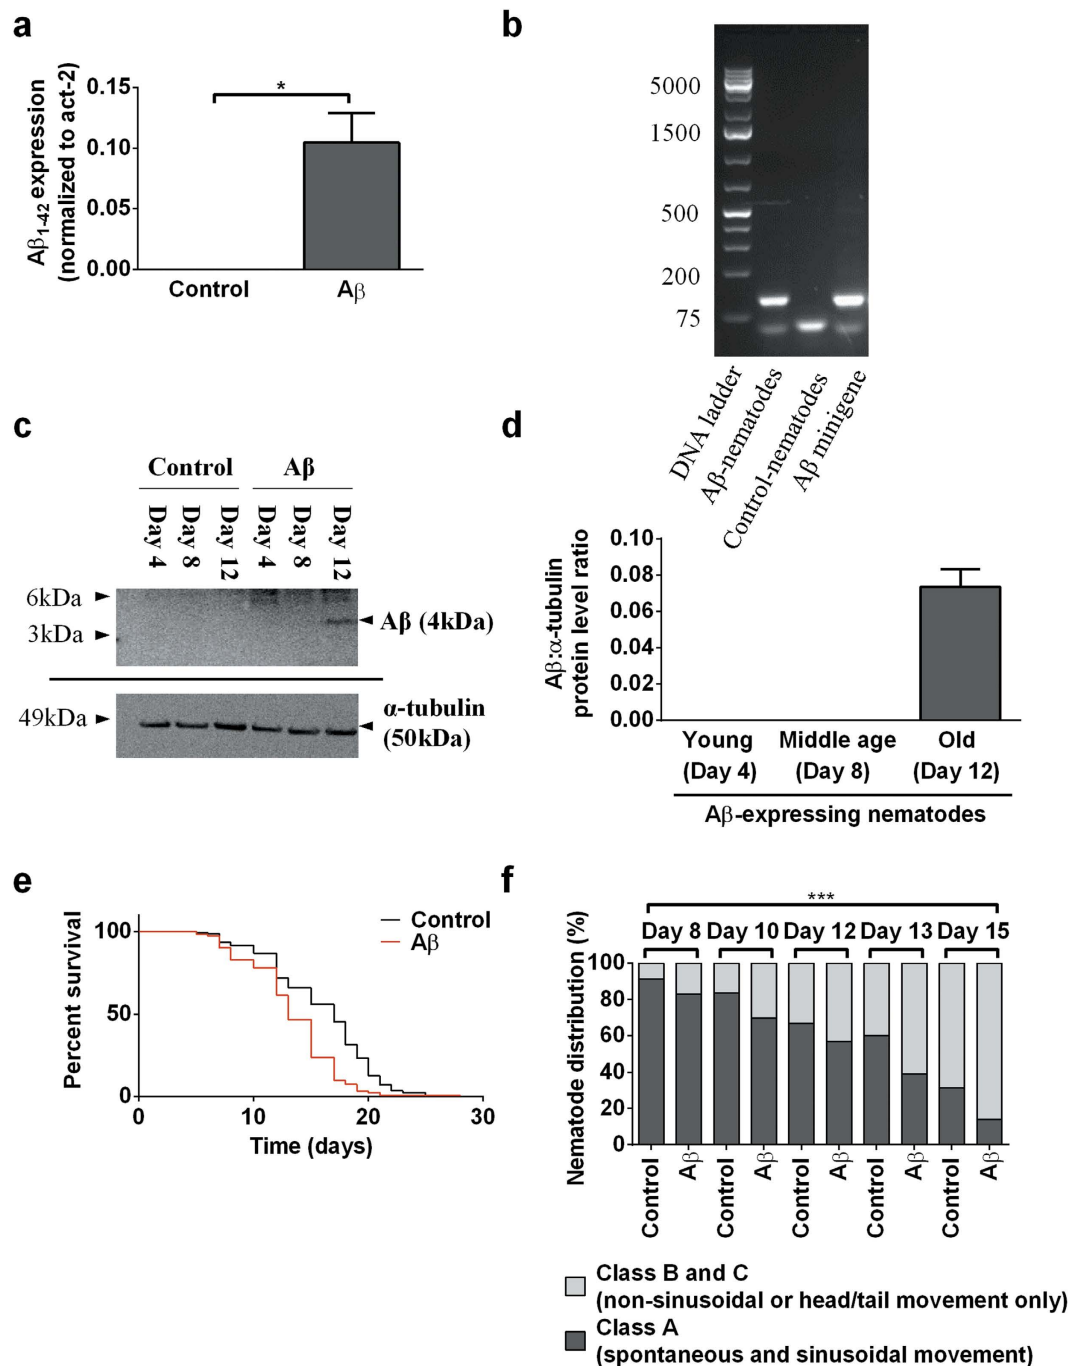 a
Aβ1-42 expression
(normalized to act-2)
0.15
0.10
0.05
0.00
*
Control
Aβ
b
5000
1500
500
200
75
DNA ladder
Aβ-nematodes
Control-nematodes
Aβ minigene
c
Control
Aβ
Day 4
Day 8
Day 12
Day 4
Day 8
Day 12
6kDa
3kDa
Aβ (4kDa)
49kDa
α-tubulin
(50kDa)
d
Aβ:α-tubulin
protein level ratio
0.10
0.08
0.06
0.04
0.02
0.00
Young
(Day 4)
Middle age
(Day 8)
Old
(Day 12)
Aβ-expressing nematodes
e
Percent survival
100
50
0
0
10
20
30
Time (days)
Control
Aβ
f
Nematode distribution (%)
***
Day 8
Day 10
Day 12
Day 13
Day 15
100
80
60
40
20
0
Control
Aβ
Control
Aβ
Control
Aβ
Control
Aβ
Control
Aβ
Class B and C
(non-sinusoidal or head/tail movement only)
Class A
(spontaneous and sinusoidal movement)